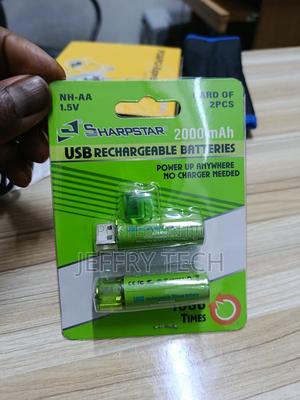 NH-AA
1.5V
CARD OF
2PCS
SHARPSTAR
2000mAh
USB RECHARGEABLE BATTERIES
POWER UP ANYWHERE
NO CHARGER NEEDED
JEFFRY TECH
USB
TIMES